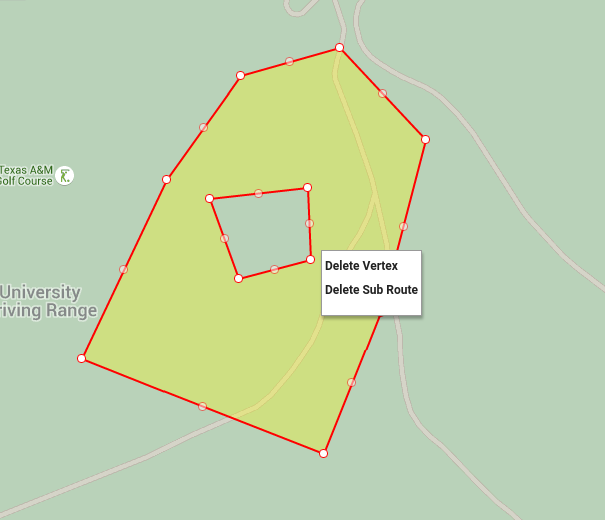 Texas A&M
Golf Course
Delete Vertex
Delete Sub Route
University
riving Range